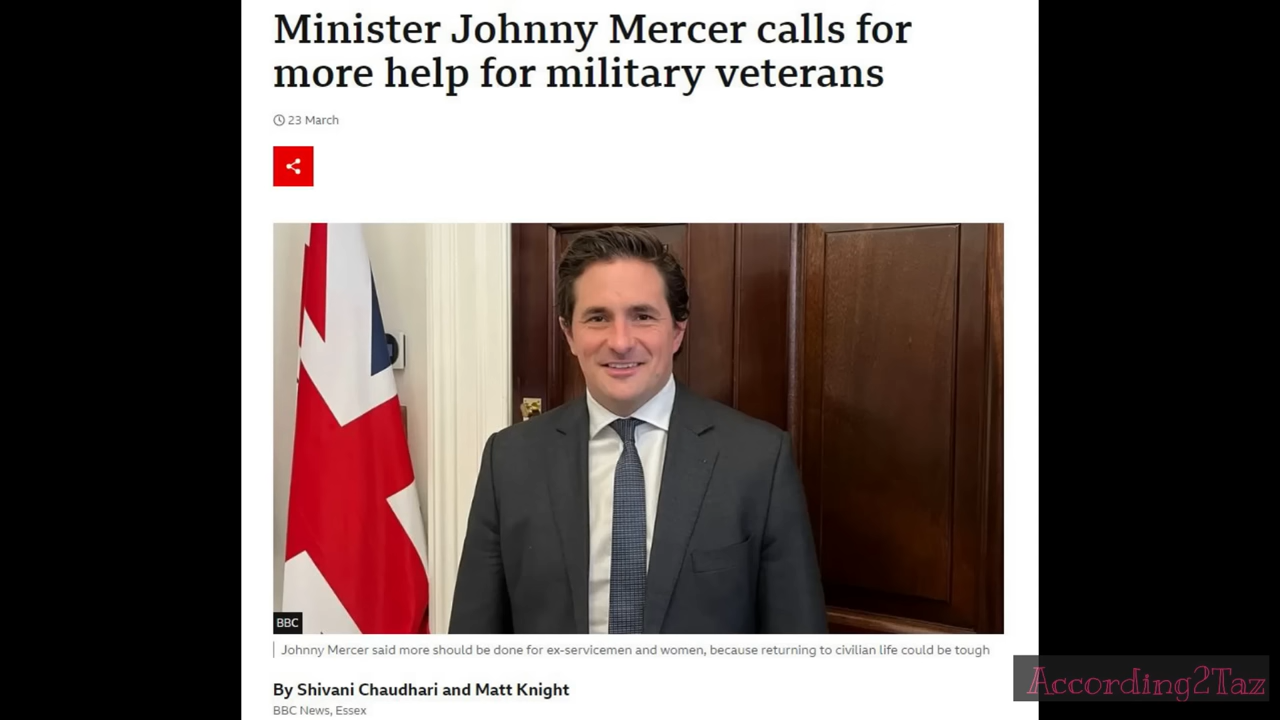 Minister Johnny Mercer calls for
more help for military veterans
23 March
BBC
Johnny Mercer said more should be done for ex-servicemen and women, because returning to civilian life could be tough
By Shivani Chaudhari and Matt Knight
BBC News, Essex
According2Taz